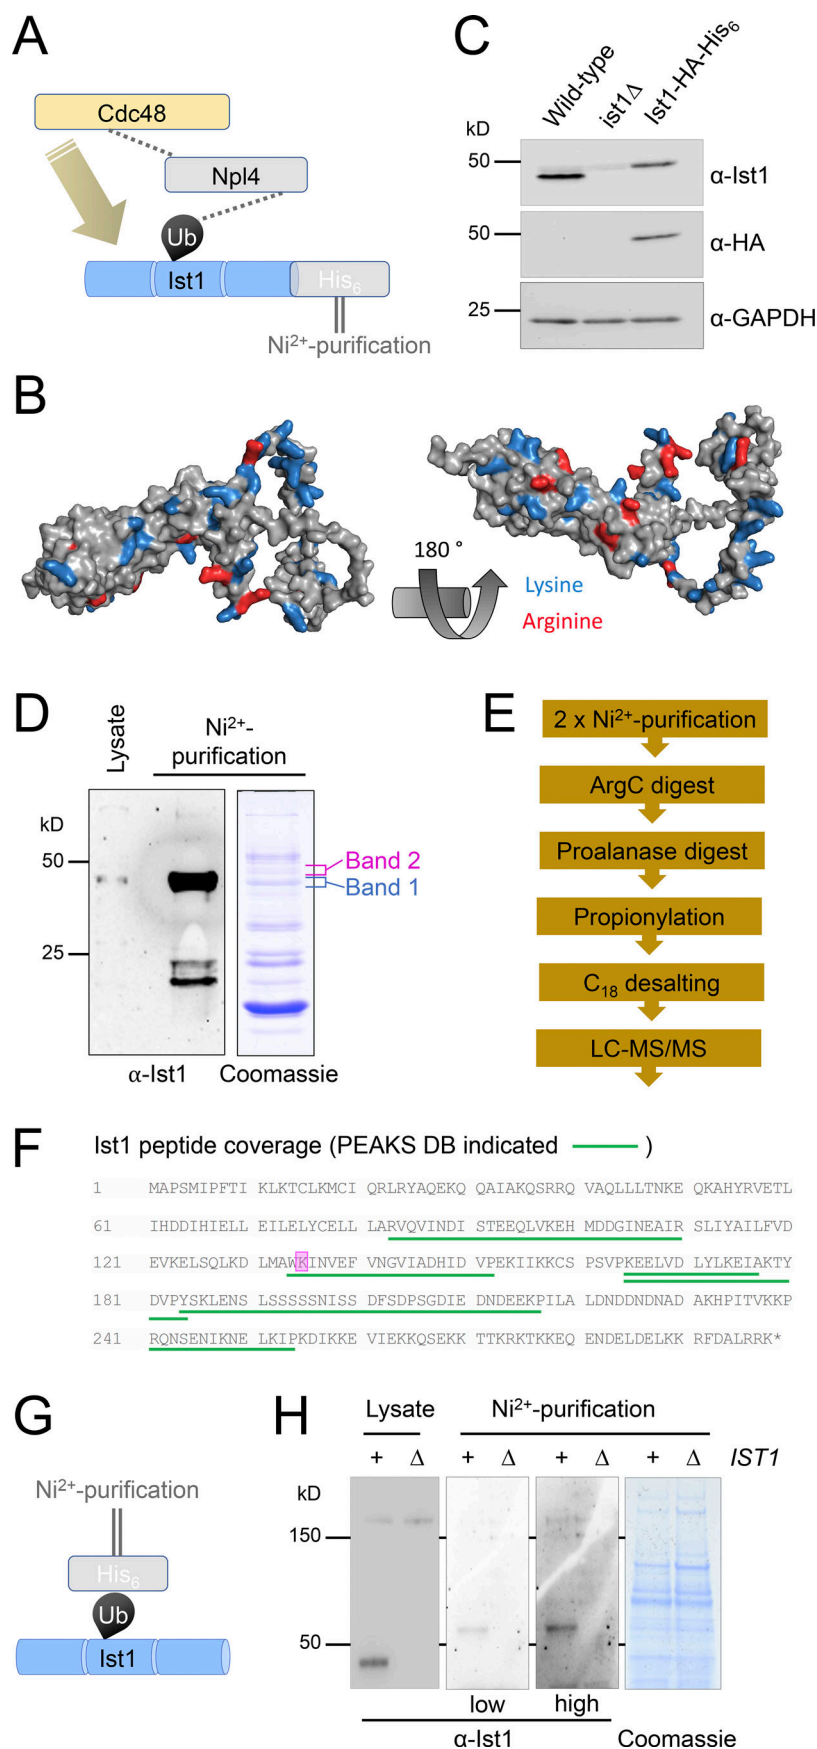 A
Cdc48
Npl4
Ub
Ist1
His6
Ni2+-purification
C
Wild-type
ist1Δ
Ist1-HA-His6
kD
50
α-Ist1
50
α-HA
25
α-GAPDH
B
180 °
Lysine
Arginine
D
Lysate
Ni2+-
purification
kD
50
25
Band 2
Band 1
α-Ist1
Coomassie
E
2 x Ni2+-purification
ArgC digest
Proalanase digest
Propionylation
C18 desalting
LC-MS/MS
F
Ist1 peptide coverage (PEAKS DB indicated )
1 MAPSMIPFTI KLKTCLKMCI QRLRYAQEKQ QAIAKQSRRQ VAQLLLTNKE QKAHYRVETL
61 IHDDIHIELL EILELYCELL LARVQVINDI STEEQLVKEH MDDGINEAIR SLIYAILFVD
121 EVKELSQLKD LMAWKINVEF VNGVIADHID VPEKIIKKCS PSVPKEELVD LYLKEIAKTY
181 DVPYSKLENS LSSSSSNISS DFSDPSGDIE DNDEEKPILA LDNDDNDNAD AKHPITVKKP
241 RQNSENIKNE LKIPKDIKKE VIEKKQSEKK TTKRKTKKEQ ENDELDELKK RFDALRRK*
G
Ni2+-purification
His6
Ub
Ist1
H
Lysate
Ni2+-purification
+ Δ + Δ + Δ + Δ IST1
kD
150
50
low
high
α-Ist1
Coomassie